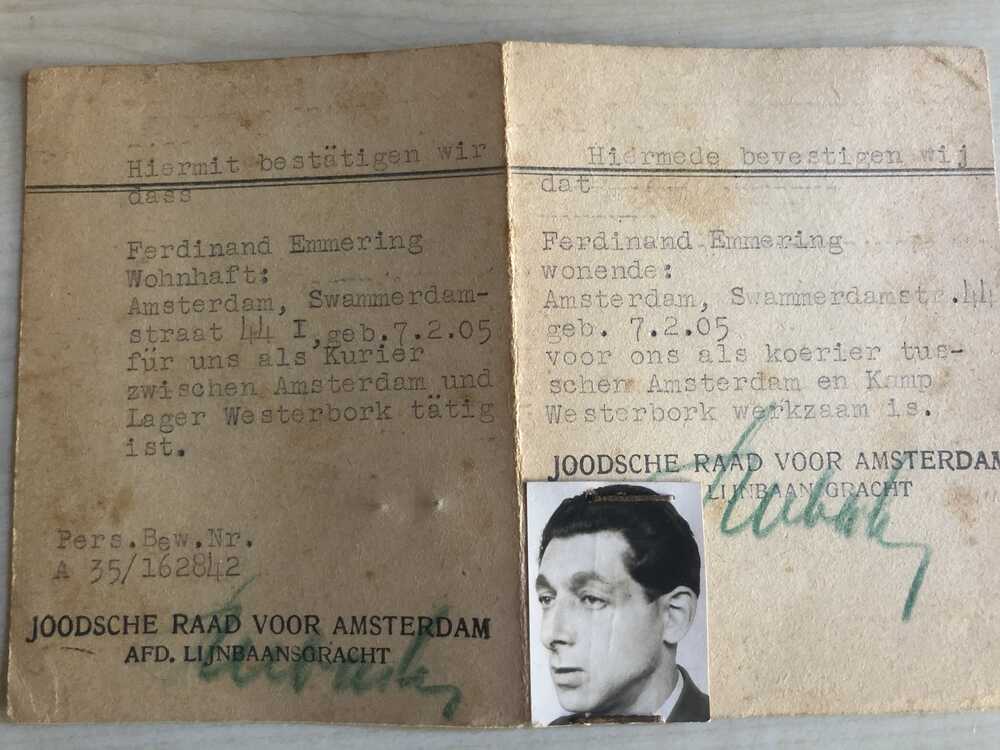 Hiermit bestätigen wir
dass
Ferdinand Emmering
Wohnhaft:
Amsterdam, Swammerdam-
straat 44 I, geb.7.2.05
für uns als Kurier
zwischen Amsterdam und
Lager Westerbork tätig
ist.
Pers.Bew.Nr.
A 35/162842
JOODSCHE RAAD VOOR AMSTERDAM
AFD. LIJNBAANSGRACHT
Hiermede bevestigen wij
dat
Ferdinand Emmering
wonende:
Amsterdam, Swammerdamstr.44
geb. 7.2.05
voor ons als koerier tus-
schen Amsterdam en Kamp
Westerbork werkzaam is.
JOODSCHE RAAD VOOR AMSTERDAM
LIJNBAANSGRACHT